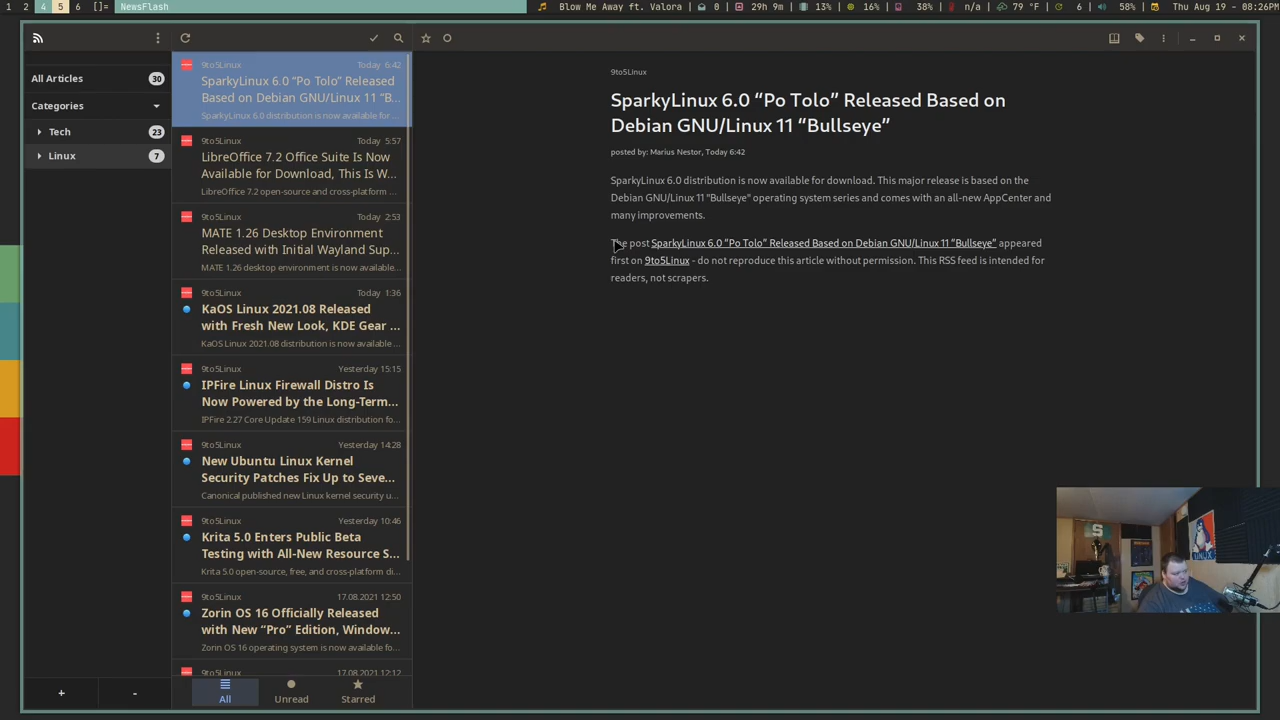 1 2 4 5 6 []= NewsFlash
Blow Me Away ft. Valora | 0 | 29h 9m | 13% | 16% | 38% | n/a | 79 °F | 6 | 58% | Thu Aug 19 - 08:26PM
9to5Linux Today 6:42
SparkyLinux 6.0 “Po Tolo” Released
Based on Debian GNU/Linux 11 “B...
SparkyLinux 6.0 distribution is now available for ...
All Articles 30
Categories
Tech 23
Linux 7
9to5Linux Today 5:57
LibreOffice 7.2 Office Suite Is Now
Available for Download, This Is W...
LibreOffice 7.2 open-source and cross-platform ...
9to5Linux Today 2:53
MATE 1.26 Desktop Environment
Released with Initial Wayland Sup...
MATE 1.26 desktop environment is now available...
9to5Linux Today 1:36
KaOS Linux 2021.08 Released
with Fresh New Look, KDE Gear ...
KaOS Linux 2021.08 distribution is now available ...
9to5Linux Yesterday 15:15
IPFire Linux Firewall Distro Is
Now Powered by the Long-Term...
IPFire 2.27 Core Update 159 Linux distribution fo...
9to5Linux Yesterday 14:28
New Ubuntu Linux Kernel
Security Patches Fix Up to Seve...
Canonical published new Linux kernel security u...
9to5Linux Yesterday 10:46
Krita 5.0 Enters Public Beta
Testing with All-New Resource S...
Krita 5.0 open-source, free, and cross-platform di...
9to5Linux 17.08.2021 12:50
Zorin OS 16 Officially Released
with New “Pro” Edition, Window...
Zorin OS 16 operating system is now available fo...
9to5Linux 17.08.2021 12:12
+ -
All Unread Starred
9to5Linux
SparkyLinux 6.0 “Po Tolo” Released Based on
Debian GNU/Linux 11 “Bullseye”
posted by: Marius Nestor, Today 6:42
SparkyLinux 6.0 distribution is now available for download. This major release is based on the
Debian GNU/Linux 11 "Bullseye" operating system series and comes with an all-new AppCenter and
many improvements.
The post SparkyLinux 6.0 “Po Tolo” Released Based on Debian GNU/Linux 11 “Bullseye” appeared
first on 9to5Linux - do not reproduce this article without permission. This RSS feed is intended for
readers, not scrapers.
S
LINUX